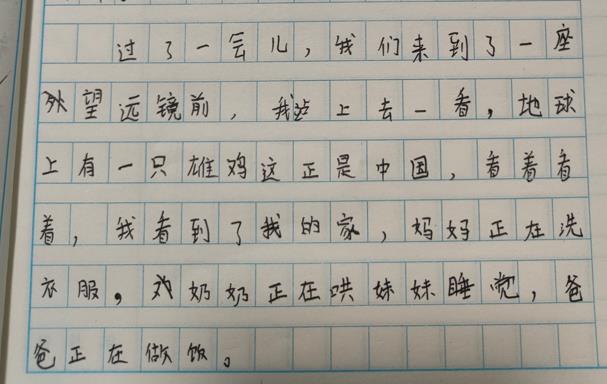 过了一会儿，我们来到了一座
望远镜前，我站上去一看，地球
上有一只雄鸡这正是中国，看着看
着，我看到了我的家，妈妈正在洗
衣服，奶奶正在哄妹妹睡觉，爸
爸正在做饭。